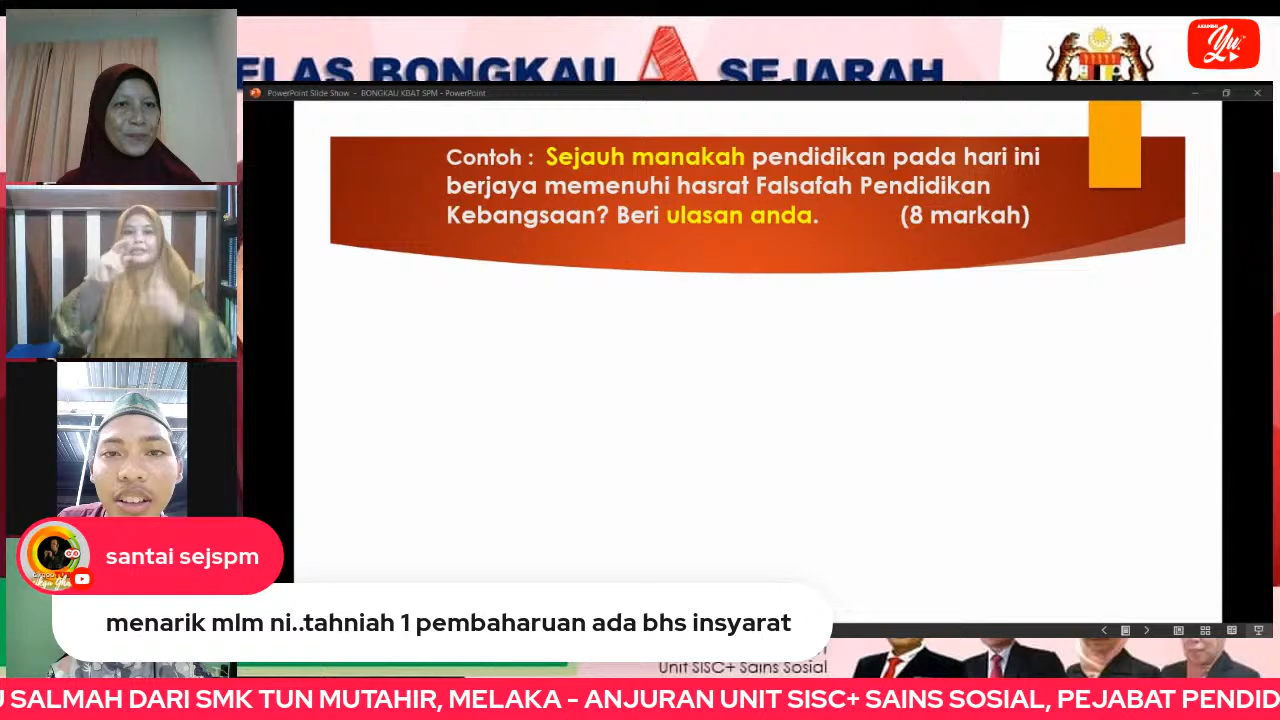 ELAS BONGKAU A SEJARAH
AKADEMI
Yu
PowerPoint Slide Show - BONGKAU KBAT SPM - PowerPoint
Contoh : Sejauh manakah pendidikan pada hari ini
berjaya memenuhi hasrat Falsafah Pendidikan
Kebangsaan? Beri ulasan anda. (8 markah)
santai sejspm
menarik mlm ni..tahniah 1 pembaharuan ada bhs insyarat
Unit SISC+ Sains Sosial
U SALMAH DARI SMK TUN MUTAHIR, MELAKA - ANJURAN UNIT SISC+ SAINS SOSIAL, PEJABAT PENDID